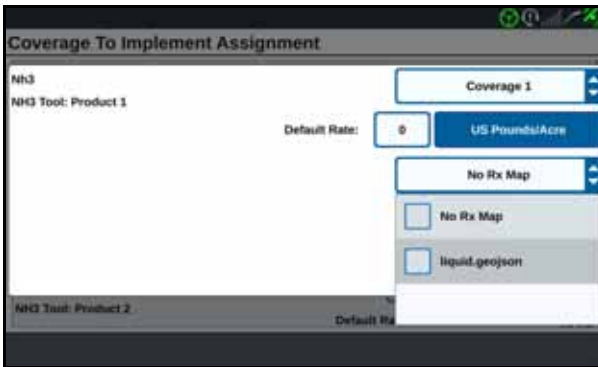 Coverage To Implement Assignment
Nh3
Coverage 1
NH3 Tool: Product 1
Default Rate: 0 US Pounds/Acre
No Rx Map
No Rx Map
liquid.geojson
NH3 Tool: Product 2
Default